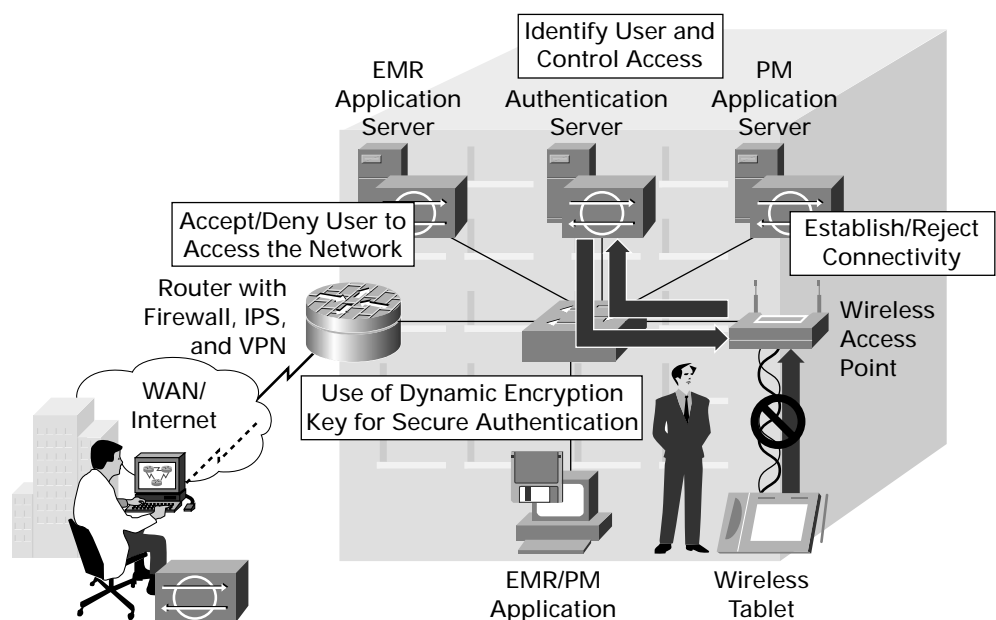 Identify User and
Control Access
EMR
Application
Server
Authentication
Server
PM
Application
Server
Accept/Deny User to
Access the Network
Establish/Reject
Connectivity
Router with
Firewall, IPS,
and VPN
Wireless
Access
Point
WAN/
Internet
Use of Dynamic Encryption
Key for Secure Authentication
EMR/PM
Application
Wireless
Tablet